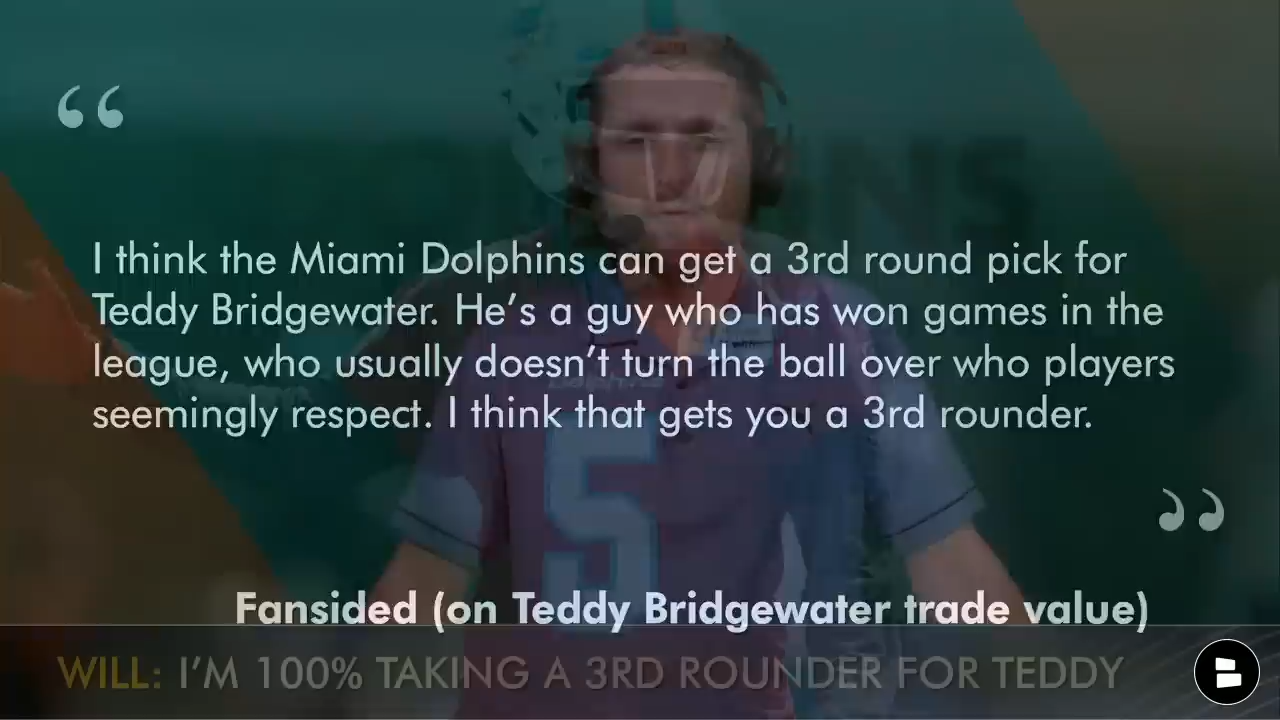 “
I think the Miami Dolphins can get a 3rd round pick for
Teddy Bridgewater. He’s a guy who has won games in the
league, who usually doesn’t turn the ball over who players
seemingly respect. I think that gets you a 3rd rounder.
”
Fansided (on Teddy Bridgewater trade value)
WILL: I’M 100% TAKING A 3RD ROUNDER FOR TEDDY
5